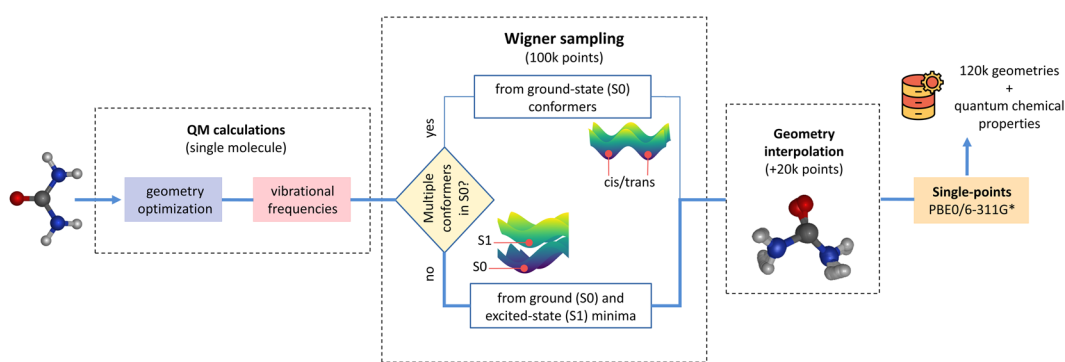 QM calculations
(single molecule)
geometry
optimization
vibrational
frequencies
Wigner sampling
(100k points)
Multiple
conformers
in S0?
yes
no
from ground-state (S0)
conformers
cis/trans
S1
S0
from ground (S0) and
excited-state (S1) minima
Geometry
interpolation
(+20k points)
Single-points
PBE0/6-311G*
120k geometries
+
quantum chemical
properties